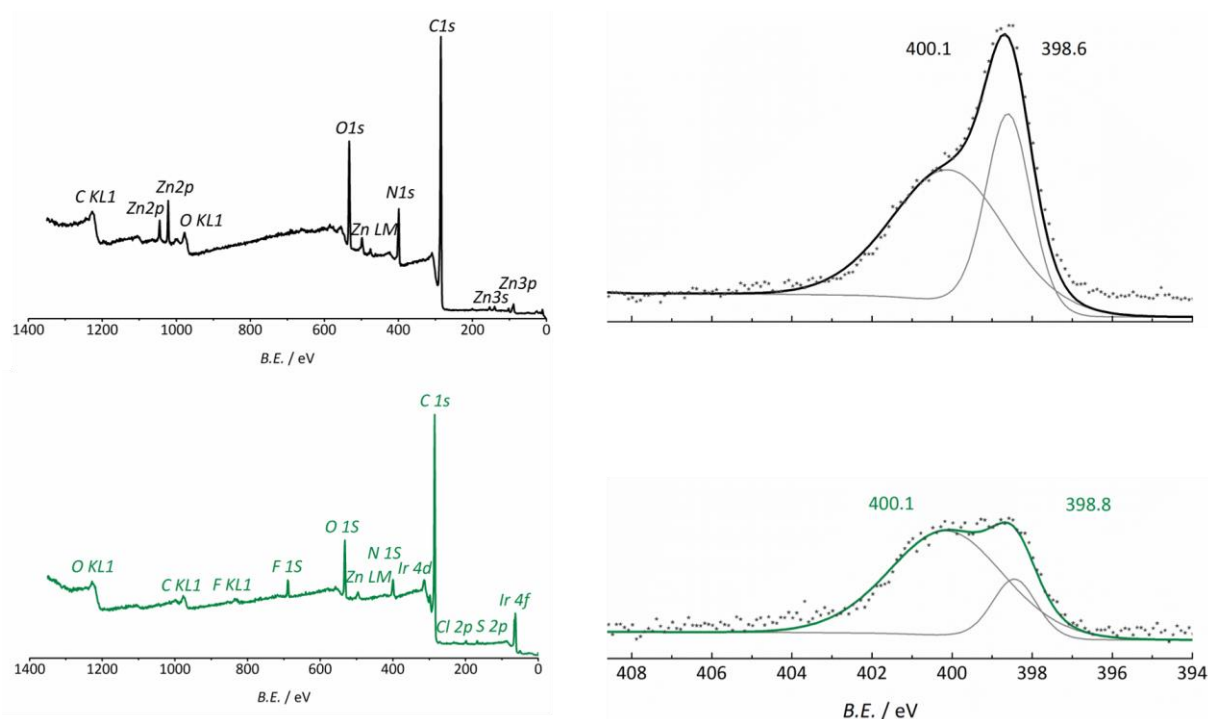 C1s
O1s
N1s
Zn2p
C KL1
Zn2p
O KL1
Zn LM
Zn3p
Zn3s
1400 1200 1000 800 600 400 200 0
B.E. / eV
400.1 398.6
C 1s
O 1S
N 1S
F 1S
Zn LM
Ir 4d
O KL1
C KL1
F KL1
Ir 4f
Cl 2p
S 2p
1400 1200 1000 800 600 400 200 0
B.E. / eV
400.1 398.8
408 406 404 402 400 398 396 394
B.E. / eV